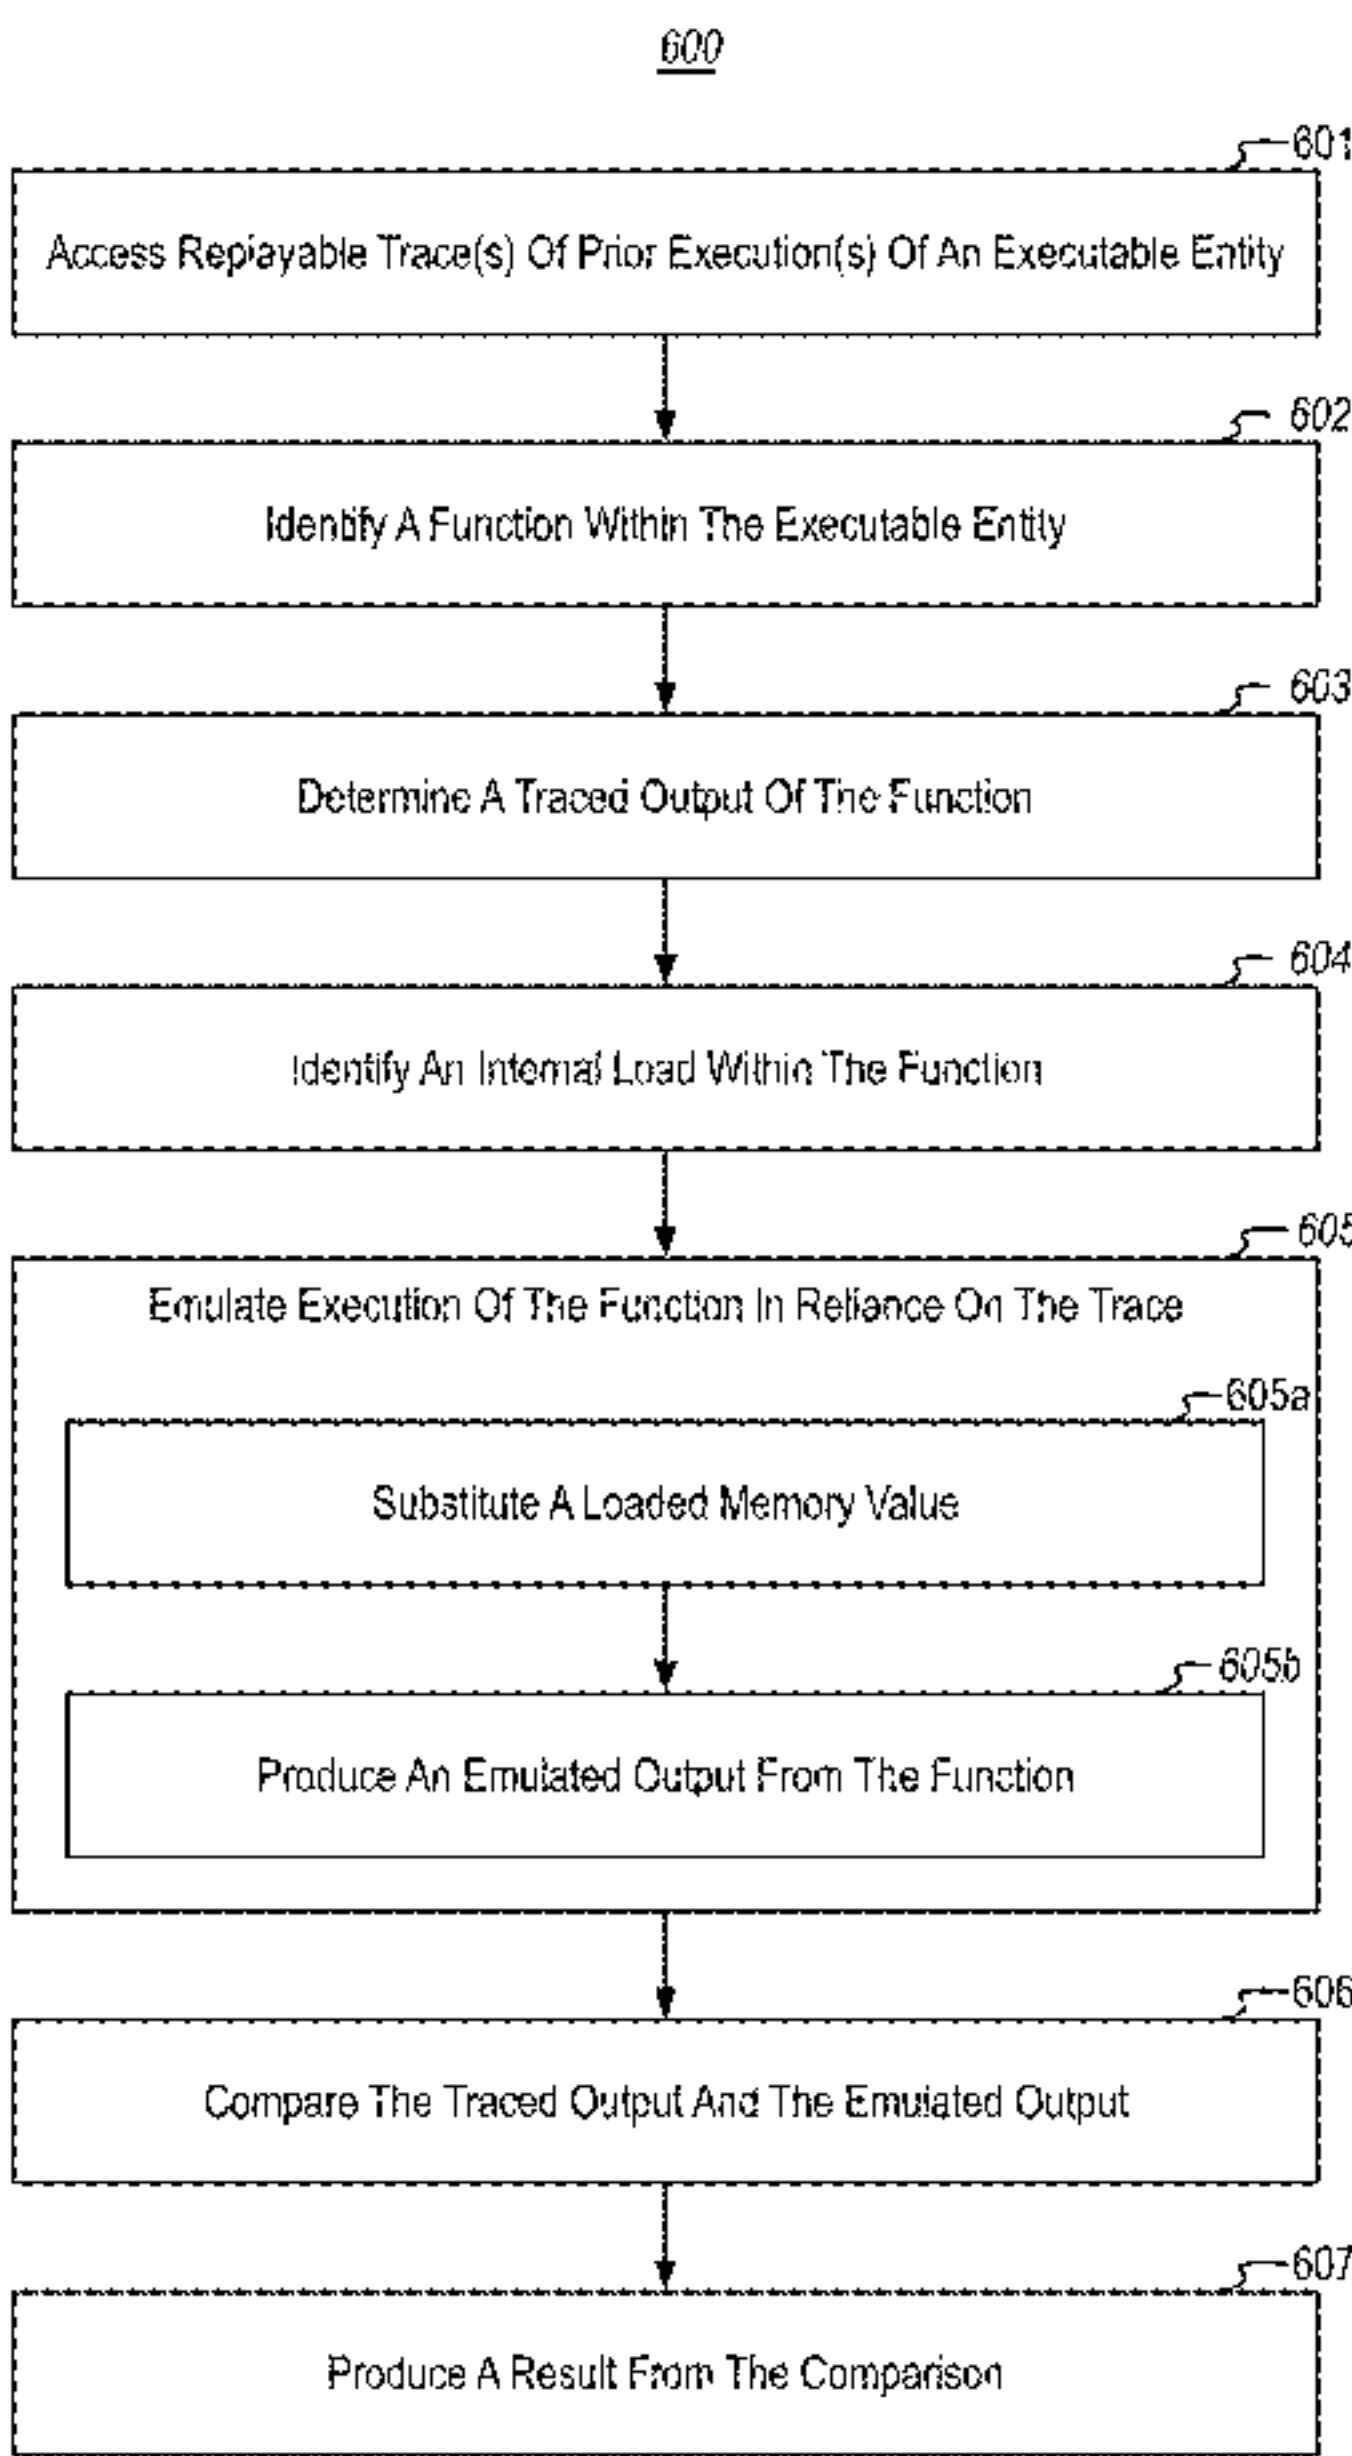 600
601
Access Replayable Trace(s) Of Prior Execution(s) Of An Executable Entity
602
Identify A Function Within The Executable Entity
603
Determine A Traced Output Of The Function
604
Identify An Internal Load Within The Function
605
Emulate Execution Of The Function In Reliance On The Trace
605a
Substitute A Loaded Memory Value
605b
Produce An Emulated Output From The Function
606
Compare The Traced Output And The Emulated Output
607
Produce A Result From The Comparison